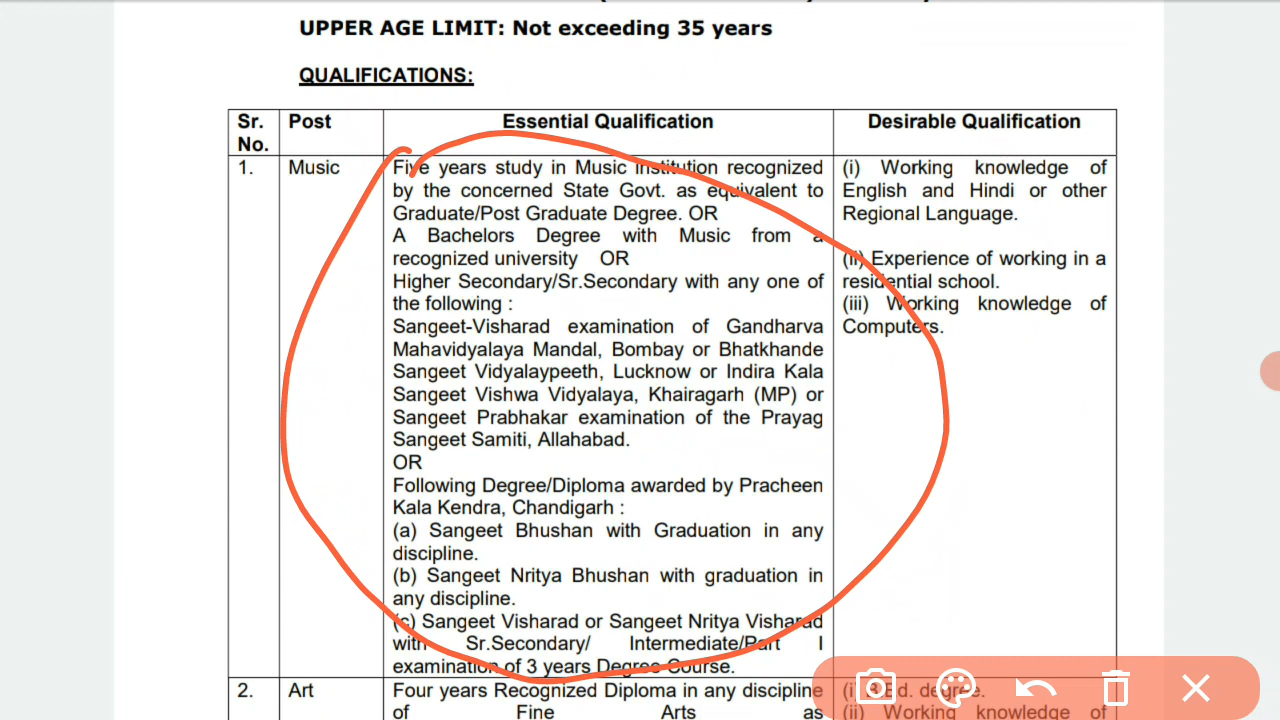 UPPER AGE LIMIT: Not exceeding 35 years
QUALIFICATIONS:
Sr. No.
Post
Essential Qualification
Desirable Qualification
1.
Music
Five years study in Music institution recognized
by the concerned State Govt. as equivalent to
Graduate/Post Graduate Degree. OR
A Bachelors Degree with Music from a
recognized university OR
Higher Secondary/Sr.Secondary with any one of
the following :
Sangeet-Visharad examination of Gandharva
Mahavidyalaya Mandal, Bombay or Bhatkhande
Sangeet Vidyalaypeeth, Lucknow or Indira Kala
Sangeet Vishwa Vidyalaya, Khairagarh (MP) or
Sangeet Prabhakar examination of the Prayag
Sangeet Samiti, Allahabad.
OR
Following Degree/Diploma awarded by Pracheen
Kala Kendra, Chandigarh :
(a) Sangeet Bhushan with Graduation in any
discipline.
(b) Sangeet Nritya Bhushan with graduation in
any discipline.
(c) Sangeet Visharad or Sangeet Nritya Visharad
with Sr.Secondary/ Intermediate/Part I
examination of 3 years Degree Course.
(i) Working knowledge of
English and Hindi or other
Regional Language.
(ii) Experience of working in a
residential school.
(iii) Working knowledge of
Computers.
2.
Art
Four years Recognized Diploma in any discipline
of Fine Arts as
(i) B.Ed. degree.
(ii) Working knowledge of